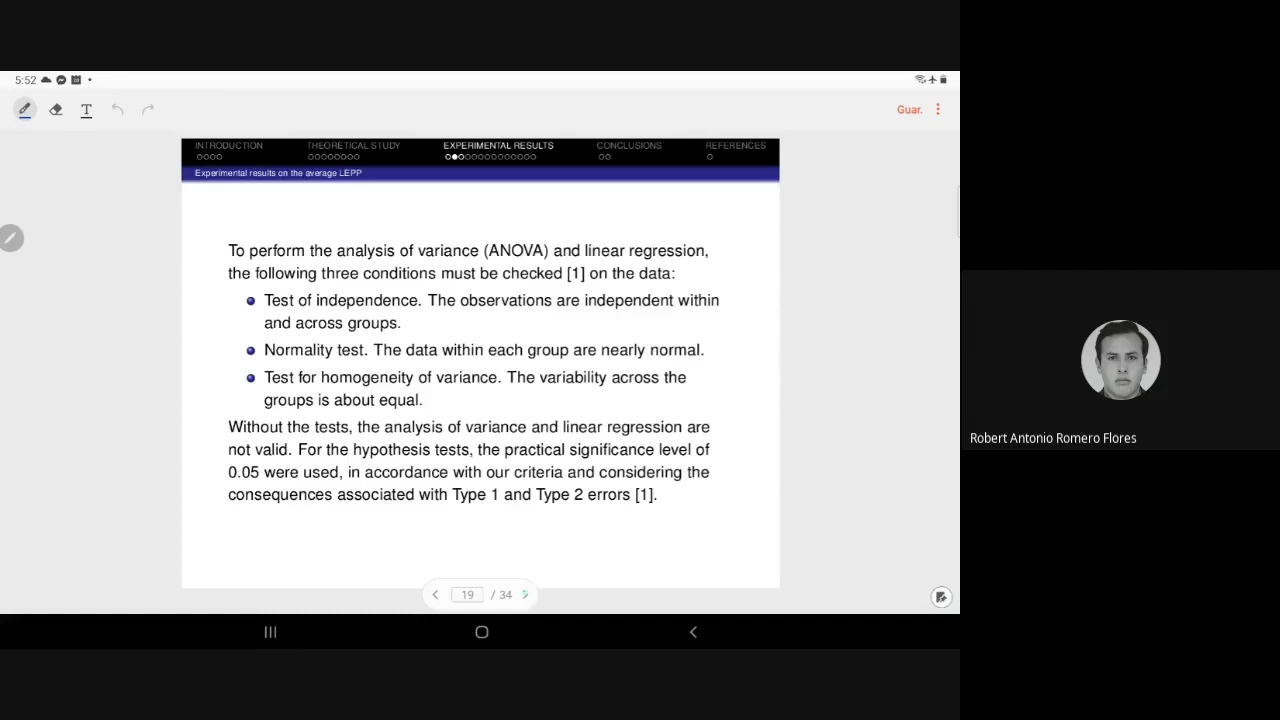 5:52
T
Guar.
INTRODUCTION THEORETICAL STUDY EXPERIMENTAL RESULTS CONCLUSIONS REFERENCES
Experimental results on the average LEPP
To perform the analysis of variance (ANOVA) and linear regression,
the following three conditions must be checked [1] on the data:
Test of independence. The observations are independent within
and across groups.
Normality test. The data within each group are nearly normal.
Test for homogeneity of variance. The variability across the
groups is about equal.
Without the tests, the analysis of variance and linear regression are
not valid. For the hypothesis tests, the practical significance level of
0.05 were used, in accordance with our criteria and considering the
consequences associated with Type 1 and Type 2 errors [1].
19 / 34
Robert Antonio Romero Flores